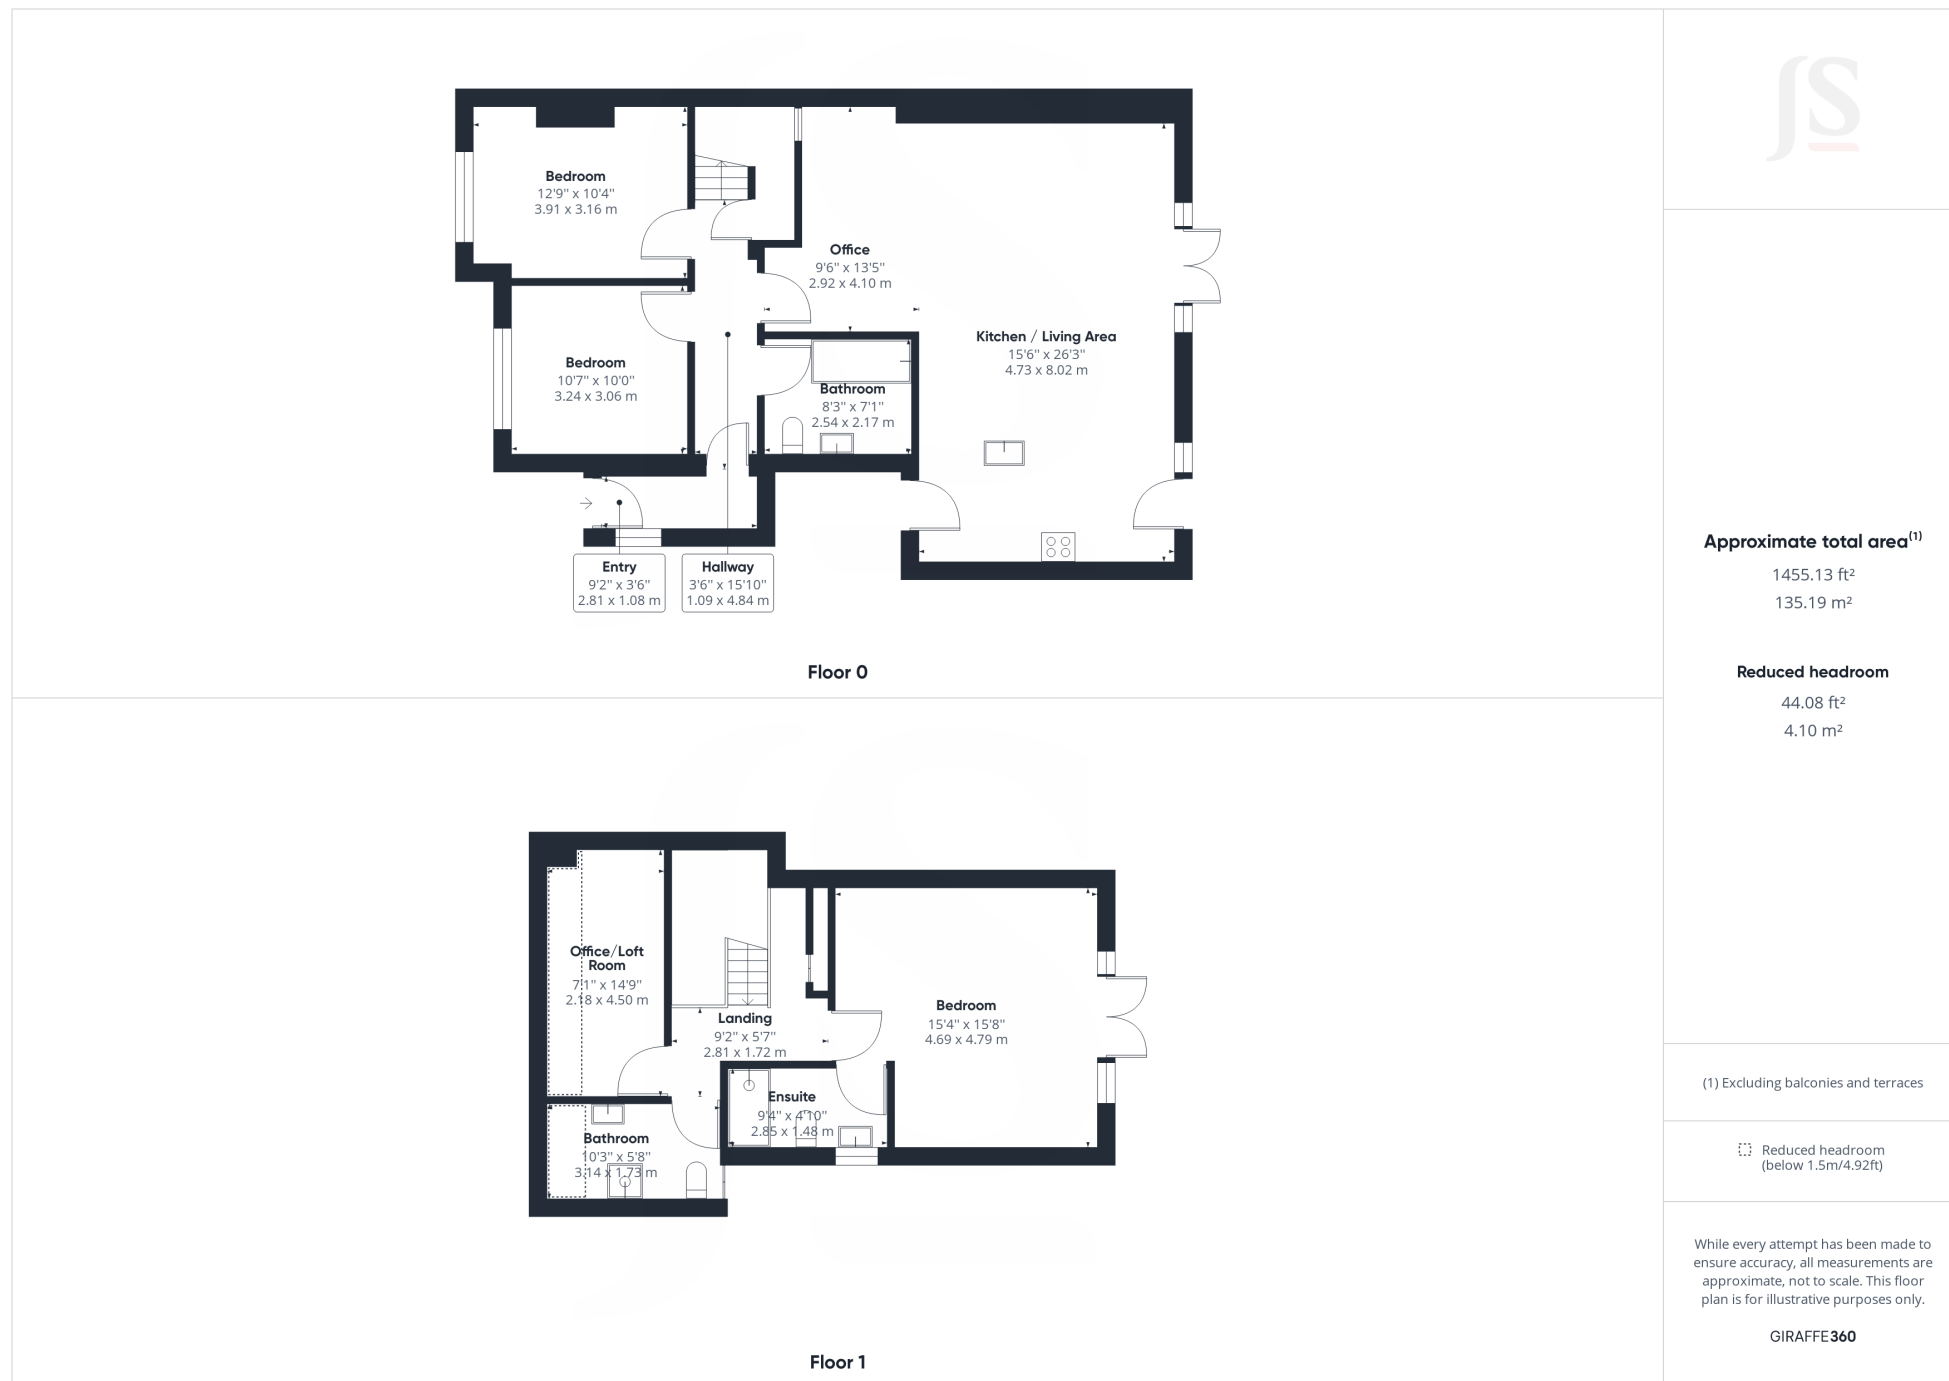 Bedroom
12'9" x 10'4"
3.91 x 3.16 m
Office
9'6" x 13'5"
2.92 x 4.10 m
Kitchen / Living Area
15'6" x 26'3"
4.73 x 8.02 m
Bedroom
10'7" x 10'0"
3.24 x 3.06 m
Bathroom
8'3" x 7'1"
2.54 x 2.17 m
Entry
9'2" x 3'6"
2.81 x 1.08 m
Hallway
3'6" x 15'10"
1.09 x 4.84 m
Floor 0
Office/Loft
Room
7'1" x 14'9"
2.18 x 4.50 m
Landing
9'2" x 5'7"
2.81 x 1.72 m
Bedroom
15'4" x 15'8"
4.69 x 4.79 m
Ensuite
9'4" x 4'10"
2.85 x 1.48 m
Bathroom
10'3" x 5'8"
3.14 x 1.73 m
Floor 1
JS
Approximate total area(1)
1455.13 ft²
135.19 m²
Reduced headroom
44.08 ft²
4.10 m²
(1) Excluding balconies and terraces
Reduced headroom
(below 1.5m/4.92ft)
While every attempt has been made to
ensure accuracy, all measurements are
approximate, not to scale. This floor
plan is for illustrative purposes only.
GIRAFFE360